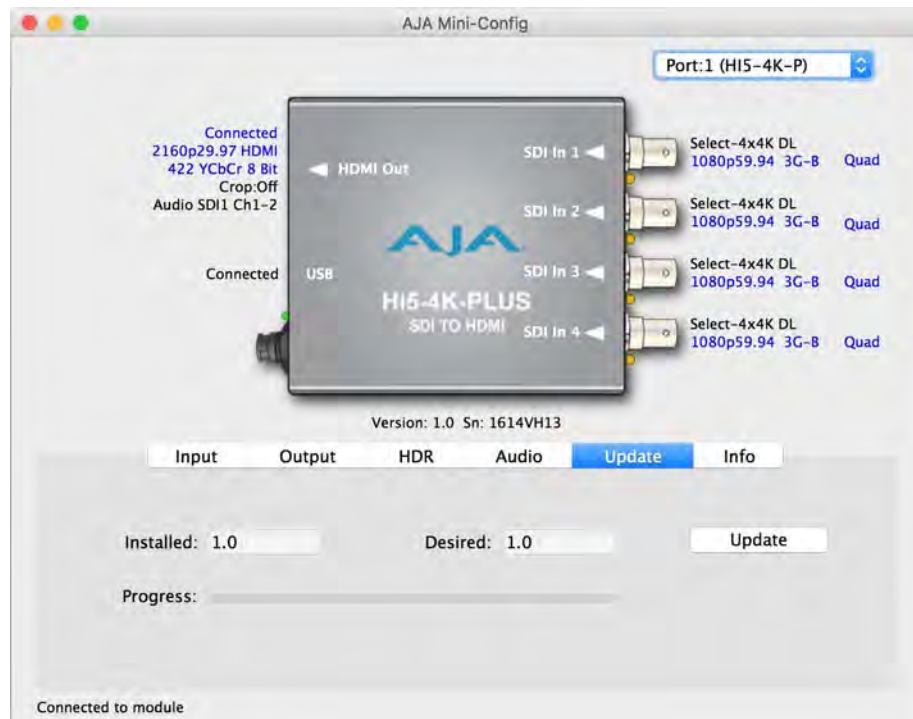 AJA Mini-Config
Port:1 (HI5-4K-P)
Connected
2160p29.97 HDMI
422 YCbCr 8 Bit
Crop:Off
Audio SDI1 Ch1-2
Connected
HDMI Out
USB
SDI In 1
SDI In 2
SDI In 3
SDI In 4
AJA
Hi5-4K-PLUS
SDI TO HDMI
Select-4x4K DL
1080p59.94 3G-B Quad
Select-4x4K DL
1080p59.94 3G-B Quad
Select-4x4K DL
1080p59.94 3G-B Quad
Select-4x4K DL
1080p59.94 3G-B Quad
Version: 1.0 Sn: 1614VH13
Input Output HDR Audio Update Info
Installed: 1.0 Desired: 1.0 Update
Progress:
Connected to module